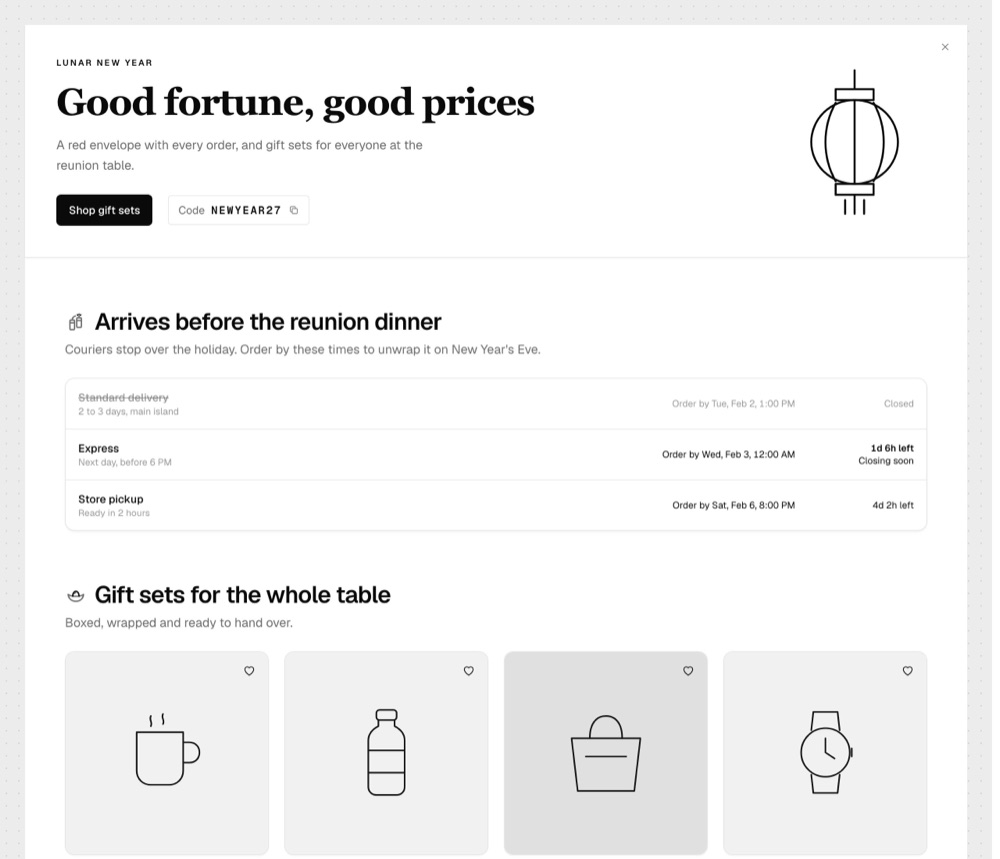 LUNAR NEW YEAR
Good fortune, good prices
A red envelope with every order, and gift sets for everyone at the
reunion table.
Shop gift sets
Code NEWYEAR27
Arrives before the reunion dinner
Couriers stop over the holiday. Order by these times to unwrap it on New Year's Eve.
Standard delivery
2 to 3 days, main island
Order by Tue, Feb 2, 1:00 PM
Closed
Express
Next day, before 6 PM
Order by Wed, Feb 3, 12:00 AM
1d 6h left
Closing soon
Store pickup
Ready in 2 hours
Order by Sat, Feb 6, 8:00 PM
4d 2h left
Gift sets for the whole table
Boxed, wrapped and ready to hand over.